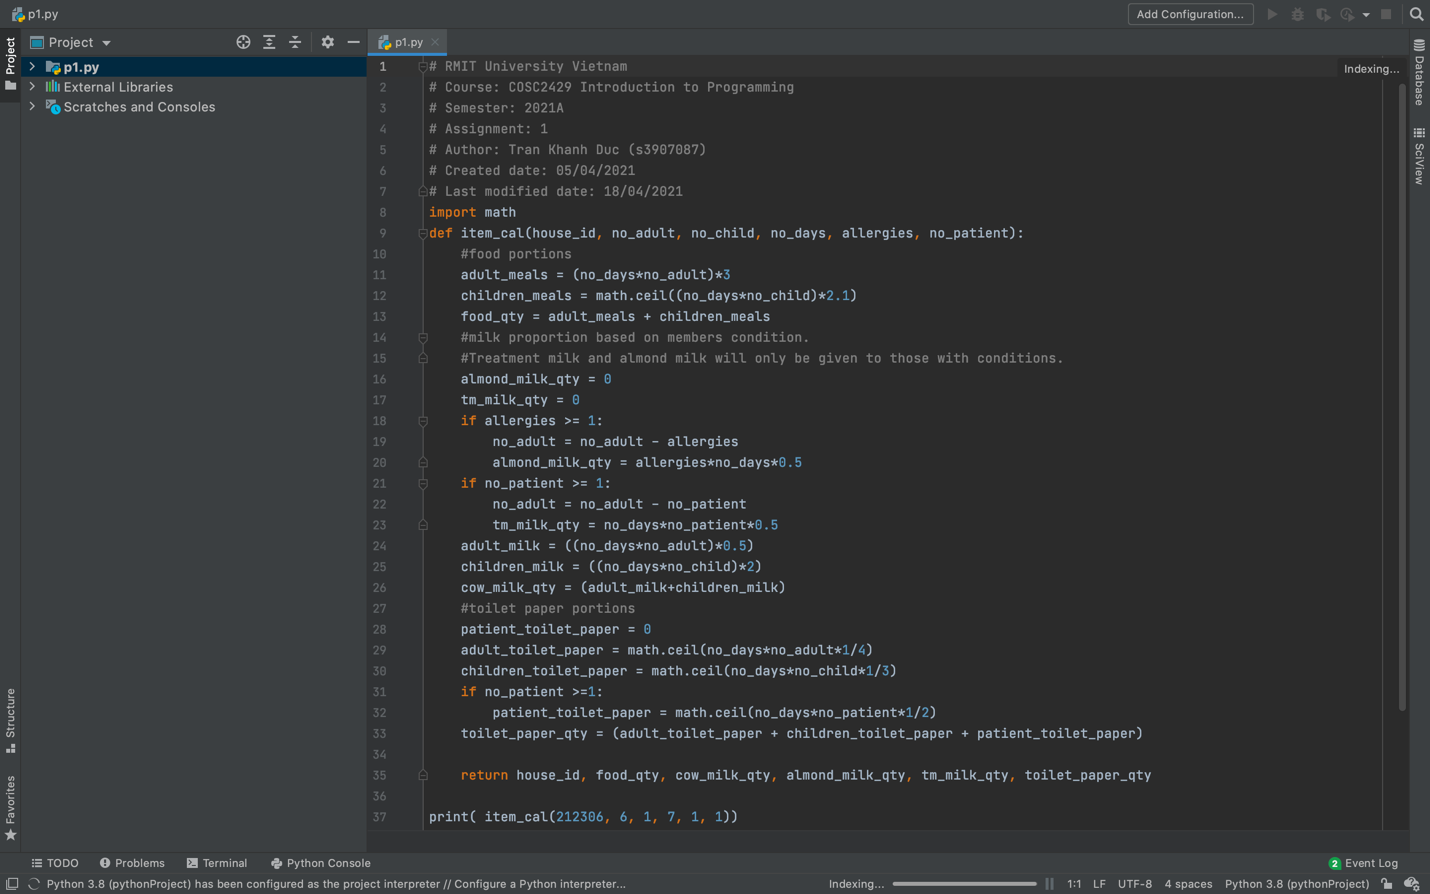 p1.py
Add Configuration...
Project
p1.py
Indexing...
Project
p1.py
External Libraries
Scratches and Consoles
Structure
Favorites
Database
SciView
1 # RMIT University Vietnam
2 # Course: COSC2429 Introduction to Programming
3 # Semester: 2021A
4 # Assignment: 1
5 # Author: Tran Khanh Duc (s3907087)
6 # Created date: 05/04/2021
7 # Last modified date: 18/04/2021
8 import math
9 def item_cal(house_id, no_adult, no_child, no_days, allergies, no_patient):
10 #food portions
11 adult_meals = (no_days*no_adult)*3
12 children_meals = math.ceil((no_days*no_child)*2.1)
13 food_qty = adult_meals + children_meals
14 #milk proportion based on members condition.
15 #Treatment milk and almond milk will only be given to those with conditions.
16 almond_milk_qty = 0
17 tm_milk_qty = 0
18 if allergies >= 1:
19 no_adult = no_adult - allergies
20 almond_milk_qty = allergies*no_days*0.5
21 if no_patient >= 1:
22 no_adult = no_adult - no_patient
23 tm_milk_qty = no_days*no_patient*0.5
24 adult_milk = ((no_days*no_adult)*0.5)
25 children_milk = ((no_days*no_child)*2)
26 cow_milk_qty = (adult_milk+children_milk)
27 #toilet paper portions
28 patient_toilet_paper = 0
29 adult_toilet_paper = math.ceil(no_days*no_adult*1/4)
30 children_toilet_paper = math.ceil(no_days*no_child*1/3)
31 if no_patient >=1:
32 patient_toilet_paper = math.ceil(no_days*no_patient*1/2)
33 toilet_paper_qty = (adult_toilet_paper + children_toilet_paper + patient_toilet_paper)
34
35 return house_id, food_qty, cow_milk_qty, almond_milk_qty, tm_milk_qty, toilet_paper_qty
36
37 print( item_cal(212306, 6, 1, 7, 1, 1))
TODO Problems Terminal Python Console 2 Event Log
Python 3.8 (pythonProject) has been configured as the project interpreter // Configure a Python interpreter... Indexing... 1:1 LF UTF-8 4 spaces Python 3.8 (pythonProject)